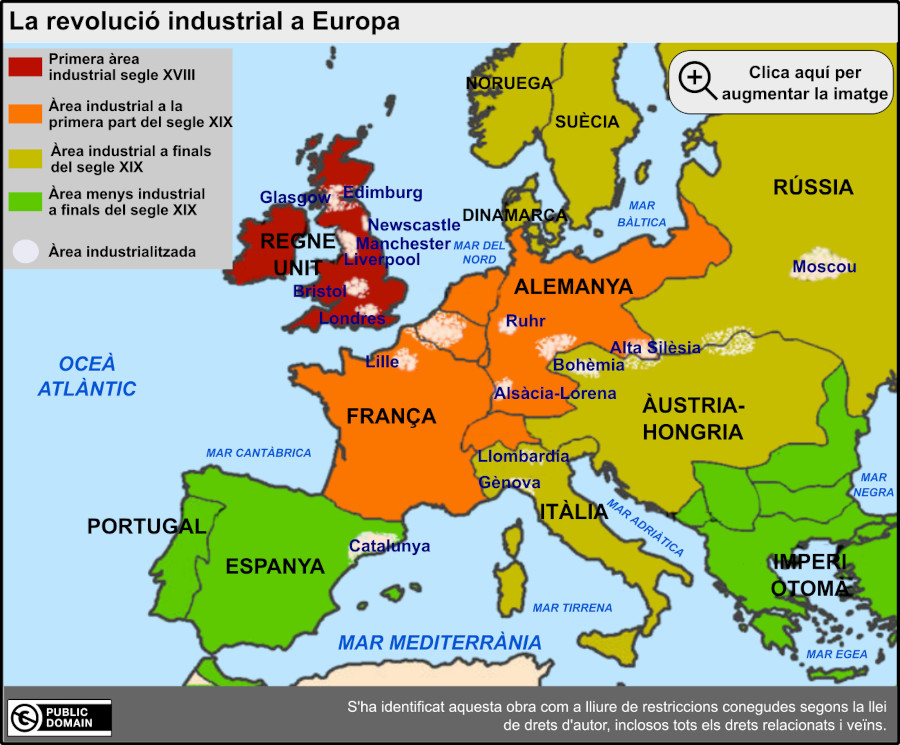 La revolució industrial a Europa
Primera àrea
industrial segle XVIII
Àrea industrial a la
primera part del segle XIX
Àrea industrial a finals
del segle XIX
Àrea menys industrial
a finals del segle XIX
Àrea industrialitzada
Clica aquí per
augmentar la imatge
NORUEGA
SUÈCIA
RÚSSIA
Glasgow
Edimburg
MAR
BÀLTICA
DINAMARCA
Newscastle
REGNE
UNIT
Manchester
MAR DEL
NORD
Liverpool
Moscou
Bristol
ALEMANYA
Londres
Ruhr
Alta Silèsia
OCEÀ
ATLÀNTIC
Lille
Bohèmia
Alsàcia-Lorena
FRANÇA
ÀUSTRIA-
HONGRIA
MAR CANTÀBRICA
Llombardia
Gènova
MAR
NEGRA
ITÀLIA
MAR ADRIÀTICA
PORTUGAL
Catalunya
ESPANYA
IMPERI
OTOMÀ
MAR TIRRENA
MAR MEDITERRÀNIA
MAR EGEA
PUBLIC
DOMAIN
S'ha identificat aquesta obra com a lliure de restriccions conegudes segons la llei
de drets d'autor, inclosos tots els drets relacionats i veïns.